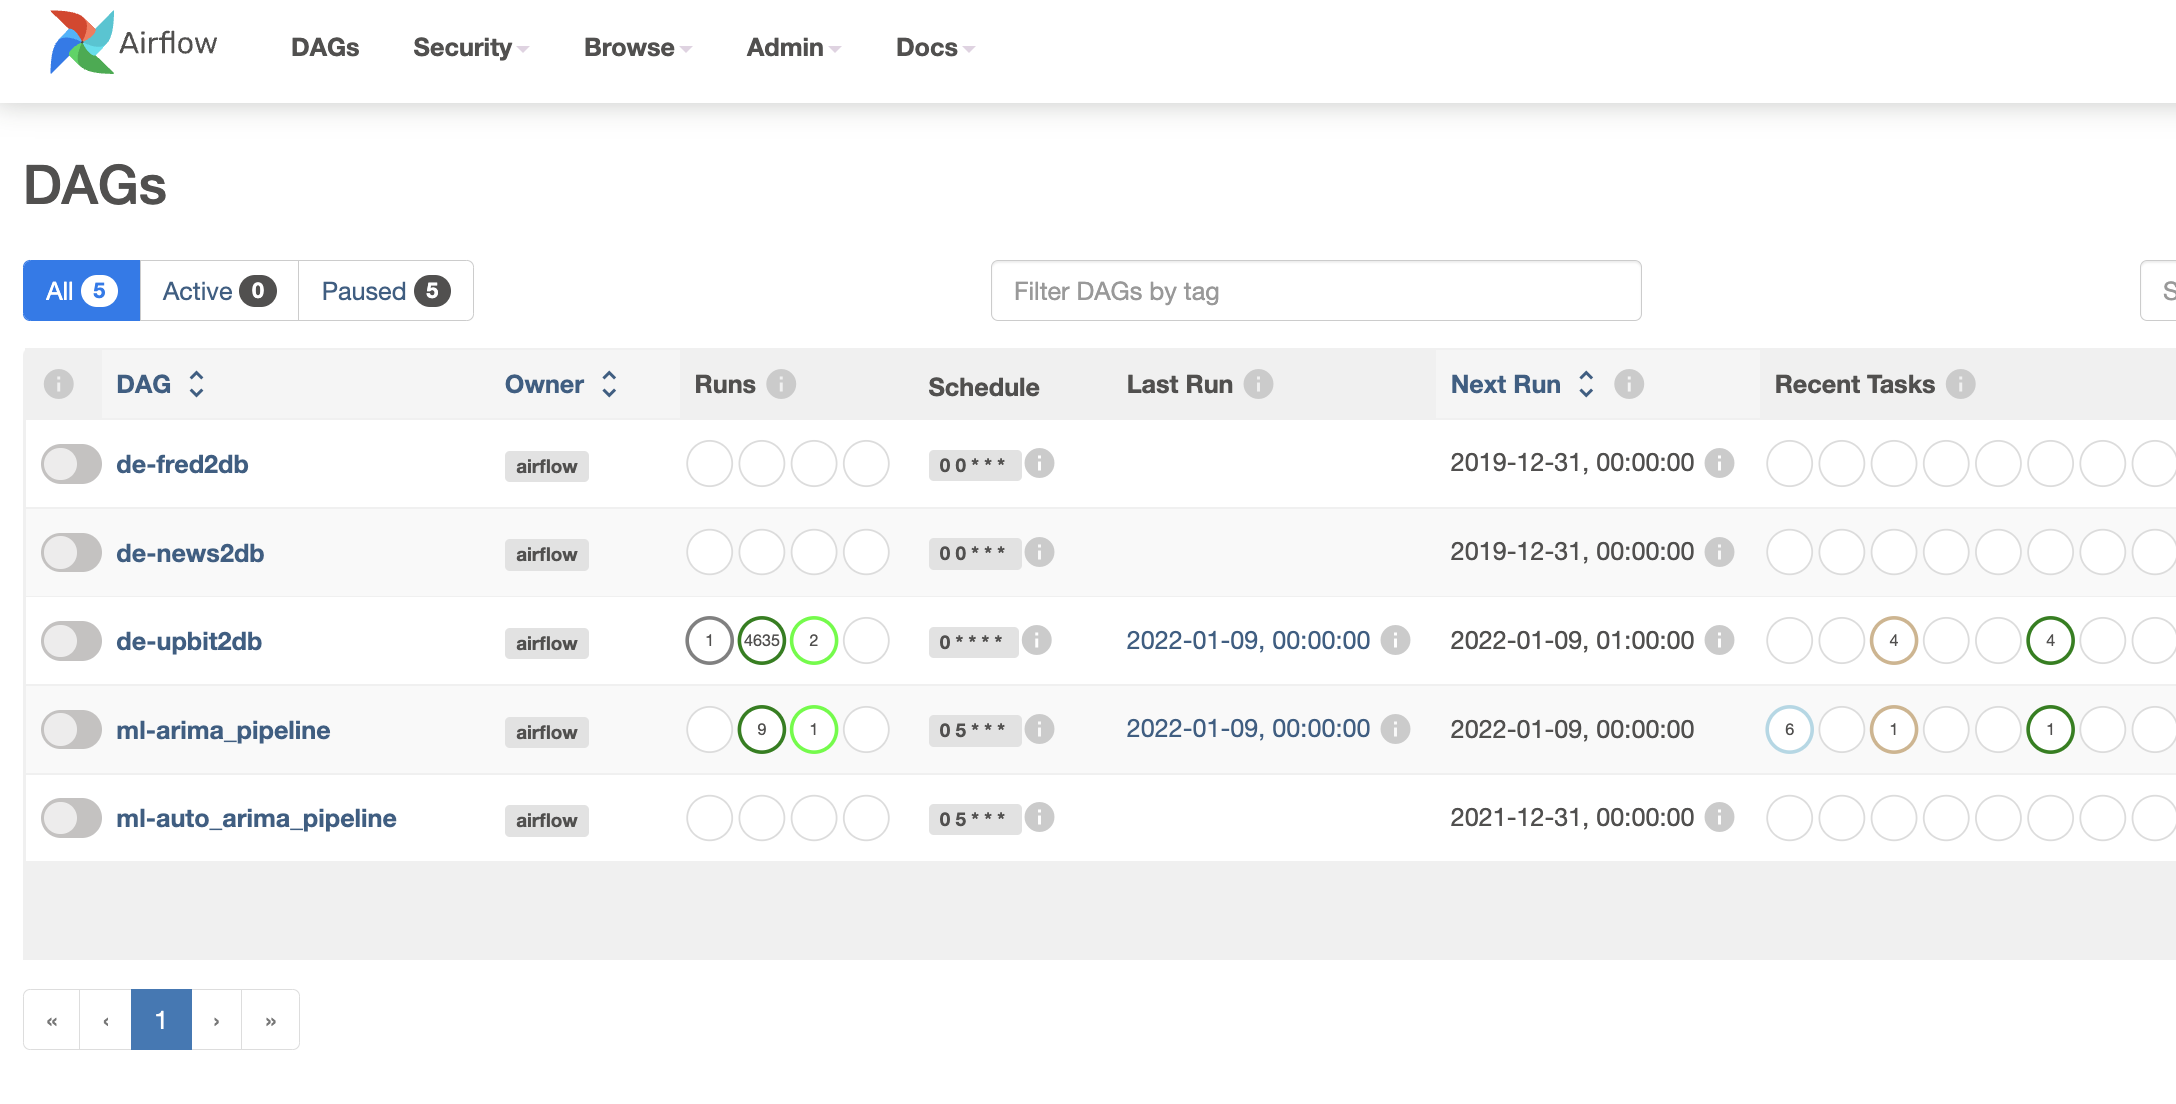 Airflow DAGs Security Browse Admin Docs
DAGs
All 5 Active 0 Paused 5 Filter DAGs by tag S
DAG Owner Runs Schedule Last Run Next Run Recent Tasks
de-fred2db airflow 0 0 * * * 2019-12-31, 00:00:00
de-news2db airflow 0 0 * * * 2019-12-31, 00:00:00
de-upbit2db airflow 1 4635 2 0 * * * * 2022-01-09, 00:00:00 2022-01-09, 01:00:00 4 4
ml-arima_pipeline airflow 9 1 0 5 * * * 2022-01-09, 00:00:00 2022-01-09, 00:00:00 6 1 1
ml-auto_arima_pipeline airflow 0 5 * * * 2021-12-31, 00:00:00
« ‹ 1 › »